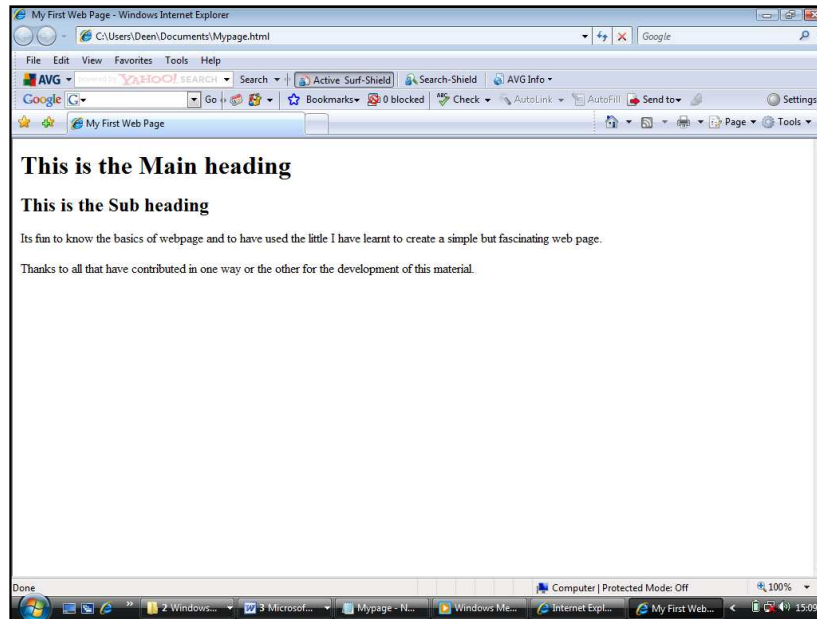 My First Web Page - Windows Internet Explorer
C:\Users\Deen\Documents\Mypage.html Google
File Edit View Favorites Tools Help
AVG powered by YAHOO! SEARCH Search Active Surf-Shield Search-Shield AVG Info
Google G Go Bookmarks 0 blocked ABC Check AutoLink AutoFill Send to Settings
My First Web Page Page Tools
This is the Main heading
This is the Sub heading
Its fun to know the basics of webpage and to have used the little I have learnt to create a simple but fascinating web page.
Thanks to all that have contributed in one way or the other for the development of this material.
Done Computer | Protected Mode: Off 100%
2 Windows... 3 Microsof... Mypage - N... Windows Me... Internet Expl... My First Web... 15:09